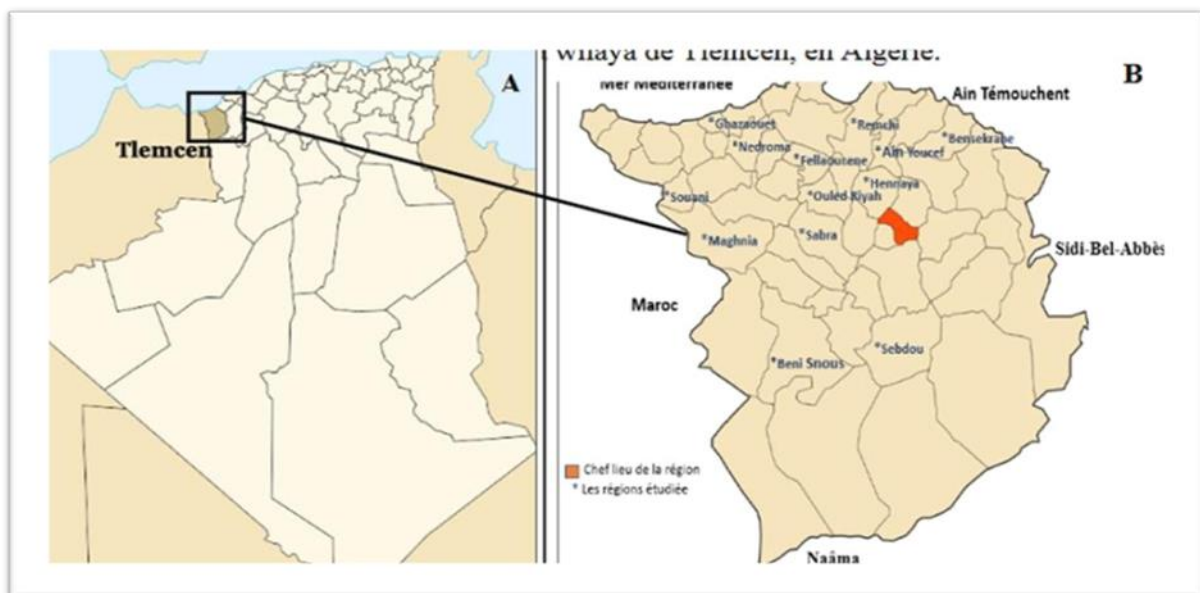 wilaya de Tlemcen, en Algérie.
A
B
Tlemcen
Mer Méditerranée
Ain Témouchent
*Ghazaouet
*Remchi
*Bensekrane
*Nedroma
*Ain Youcef
*Fellaoucene
*Hennaya
*Souani
*Ouled Riyah
*Maghnia
*Sabra
Sidi-Bel-Abbès
Maroc
*Sebdou
*Beni Snous
Chef lieu de la région
* Les régions étudiée
Naâma